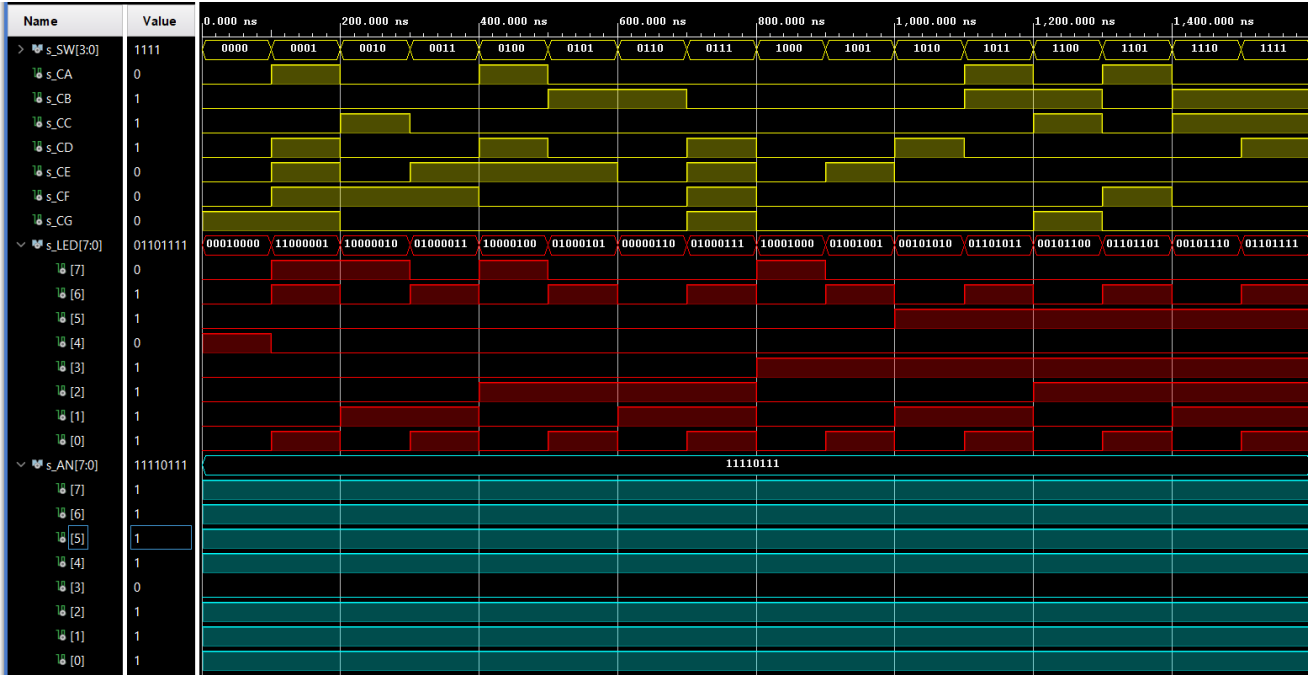 Name Value 0.000 ns 200.000 ns 400.000 ns 600.000 ns 800.000 ns 1,000.000 ns 1,200.000 ns 1,400.000 ns
s_SW[3:0] 1111 0000 0001 0010 0011 0100 0101 0110 0111 1000 1001 1010 1011 1100 1101 1110 1111
s_CA 0
s_CB 1
s_CC 1
s_CD 1
s_CE 0
s_CF 0
s_CG 0
s_LED[7:0] 01101111 00010000 11000001 10000010 01000011 10000100 01000101 00000110 01000111 10001000 01001001 00101010 01101011 00101100 01101101 00101110 01101111
[7] 0
[6] 1
[5] 1
[4] 0
[3] 1
[2] 1
[1] 1
[0] 1
s_AN[7:0] 11110111 11110111
[7] 1
[6] 1
[5] 1
[4] 1
[3] 0
[2] 1
[1] 1
[0] 1